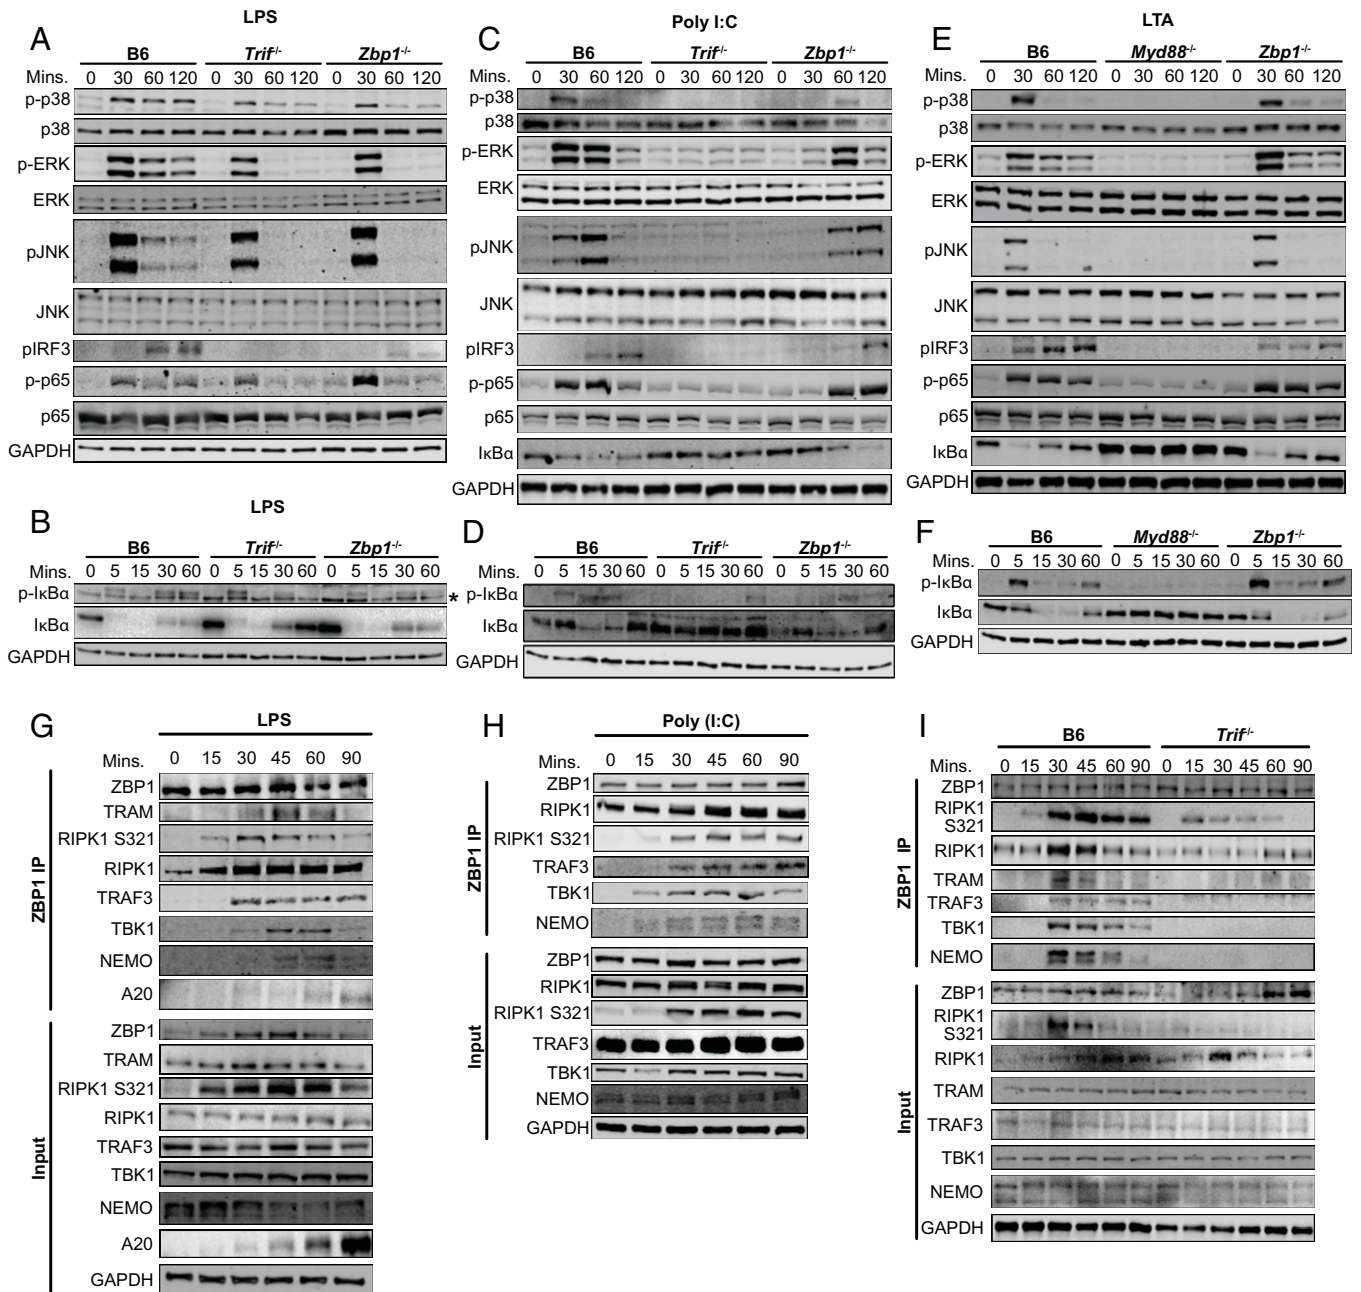 A
LPS
B6 Trif-/- Zbp1-/-
Mins. 0 30 60 120 0 30 60 120 0 30 60 120
p-p38
p38
p-ERK
ERK
pJNK
JNK
pIRF3
p-p65
p65
GAPDH
B
LPS
B6 Trif-/- Zbp1-/-
Mins. 0 5 15 30 60 0 5 15 30 60 0 5 15 30 60
p-IκBα *
IκBα
GAPDH
C
Poly I:C
B6 Trif-/- Zbp1-/-
Mins. 0 30 60 120 0 30 60 120 0 30 60 120
p-p38
p38
p-ERK
ERK
pJNK
JNK
pIRF3
p-p65
p65
IκBα
GAPDH
D
B6 Trif-/- Zbp1-/-
Mins. 0 5 15 30 60 0 5 15 30 60 0 5 15 30 60
p-IκBα
IκBα
GAPDH
E
LTA
B6 Myd88-/- Zbp1-/-
Mins. 0 30 60 120 0 30 60 120 0 30 60 120
p-p38
p38
p-ERK
ERK
pJNK
JNK
pIRF3
p-p65
p65
IκBα
GAPDH
F
B6 Myd88-/- Zbp1-/-
Mins. 0 5 15 30 60 0 5 15 30 60 0 5 15 30 60
p-IκBα
IκBα
GAPDH
G
LPS
Mins. 0 15 30 45 60 90
ZBP1 IP
ZBP1
TRAM
RIPK1 S321
RIPK1
TRAF3
TBK1
NEMO
A20
Input
ZBP1
TRAM
RIPK1 S321
RIPK1
TRAF3
TBK1
NEMO
A20
GAPDH
H
Poly (I:C)
Mins. 0 15 30 45 60 90
ZBP1 IP
ZBP1
RIPK1
RIPK1 S321
TRAF3
TBK1
NEMO
Input
ZBP1
RIPK1
RIPK1 S321
TRAF3
TBK1
NEMO
GAPDH
I
B6 Trif-/-
Mins. 0 15 30 45 60 90 0 15 30 45 60 90
ZBP1 IP
ZBP1
RIPK1
S321
RIPK1
TRAM
TRAF3
TBK1
NEMO
Input
ZBP1
RIPK1
S321
RIPK1
TRAM
TRAF3
TBK1
NEMO
GAPDH